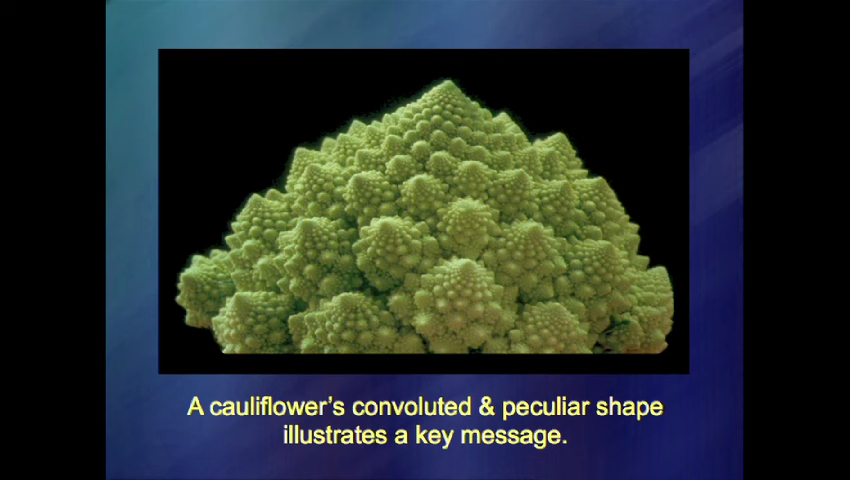 A cauliflower's convoluted & peculiar shape
illustrates a key message.